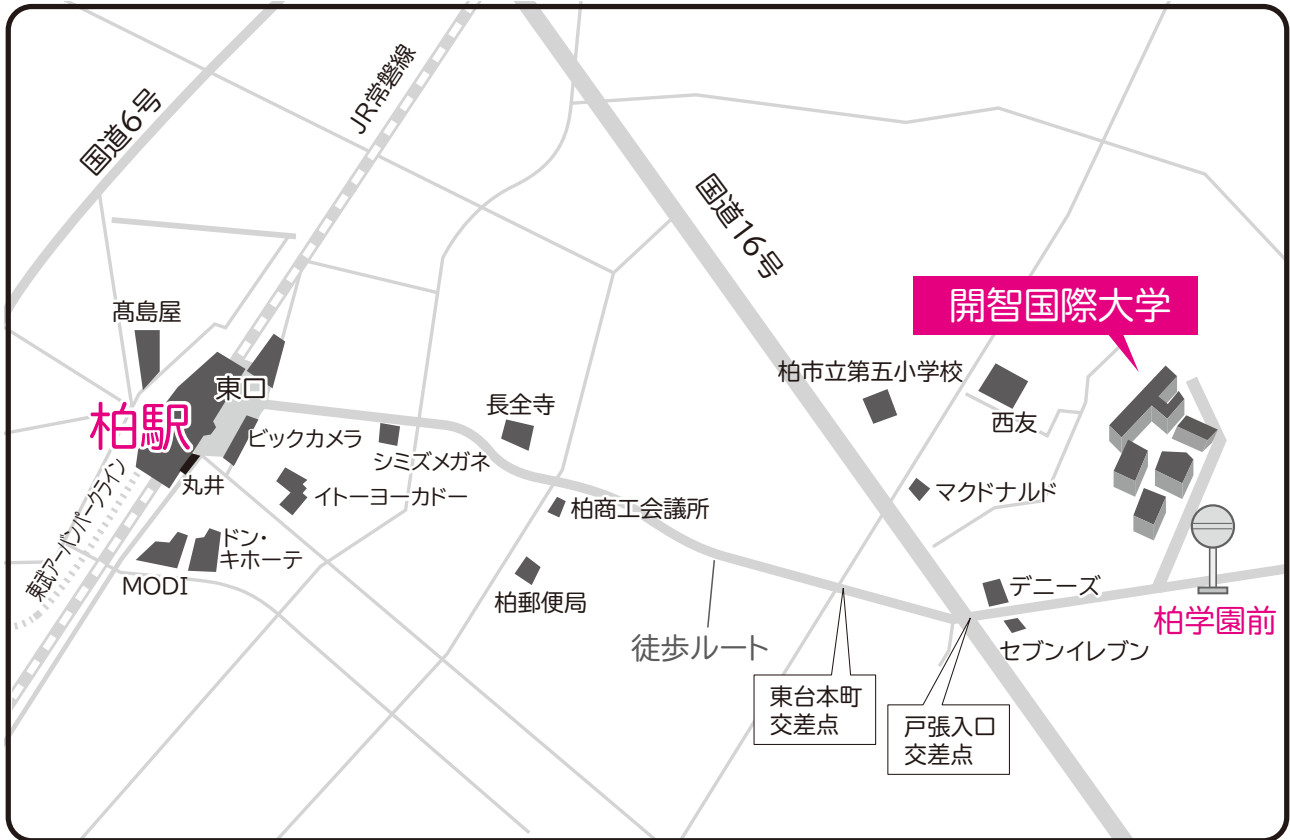 国道6号
JR常磐線
国道16号
開智国際大学
髙島屋
東口
柏駅
ビックカメラ
シミズメガネ
長全寺
柏市立第五小学校
西友
丸井
イトーヨーカドー
柏商工会議所
マクドナルド
東武アーバンパークライン
ドン・
キホーテ
MODI
柏郵便局
デニーズ
柏学園前
徒歩ルート
セブンイレブン
東台本町
交差点
戸張入口
交差点